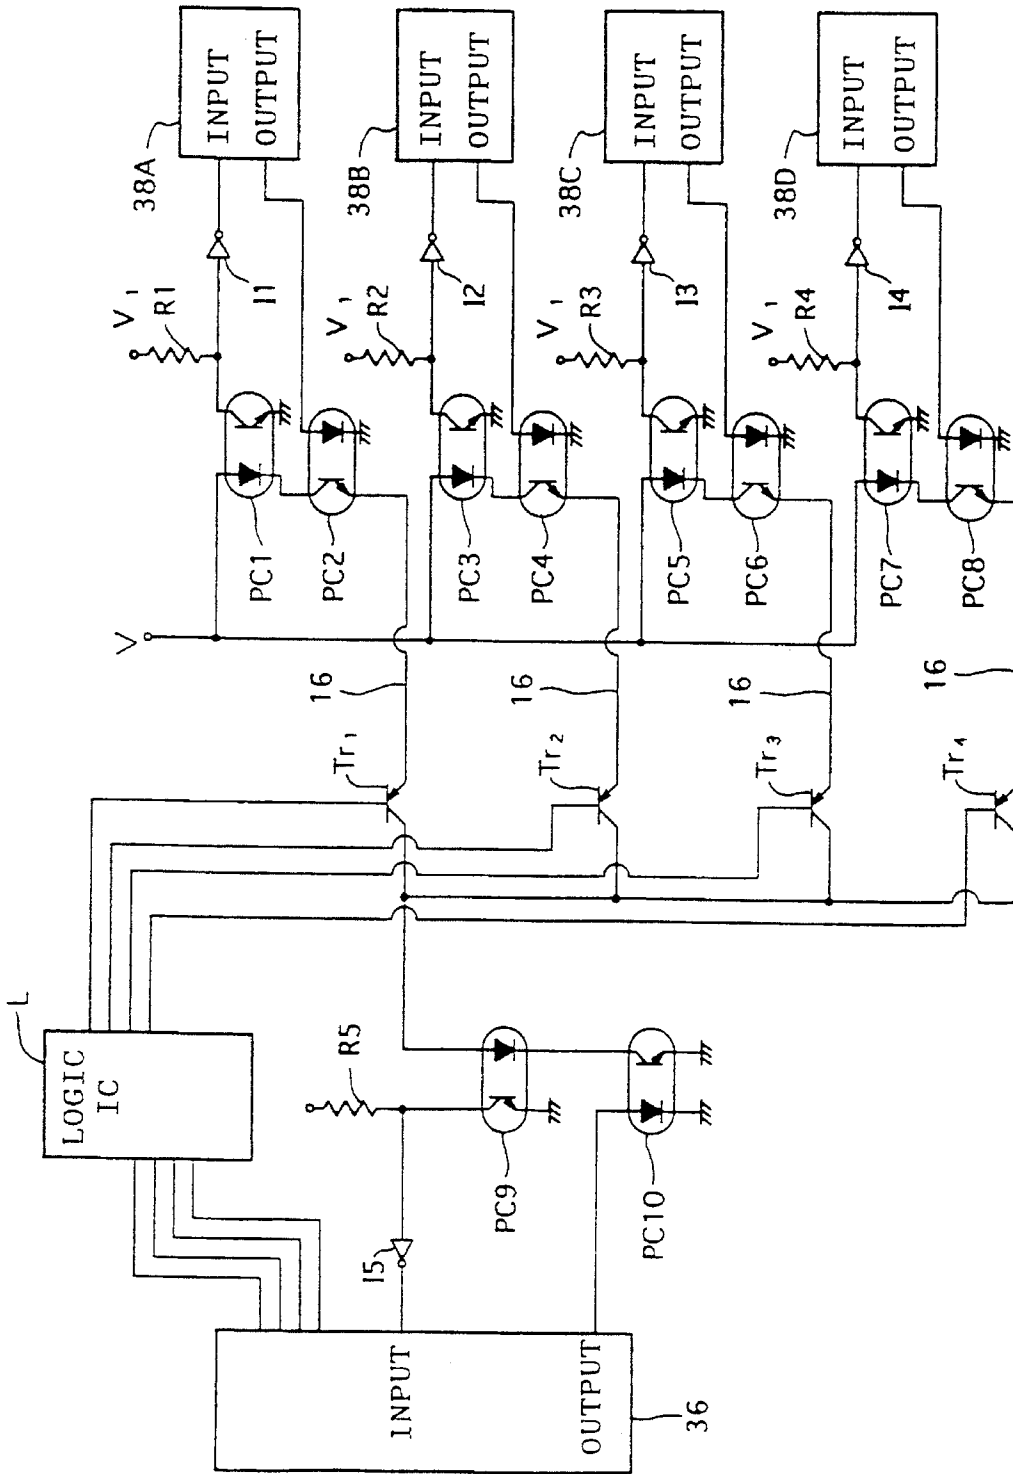 38A
INPUT
OUTPUT
V₁
R1
I1
PC1
PC2
38B
INPUT
OUTPUT
V₁
R2
I2
PC3
PC4
38C
INPUT
OUTPUT
V₁
R3
I3
PC5
PC6
38D
INPUT
OUTPUT
V₁
R4
I4
PC7
PC8
V
16
16
16
16
Tr₁
Tr₂
Tr₃
Tr₄
L
LOGIC
IC
R5
PC9
PC10
I5
INPUT
OUTPUT
36